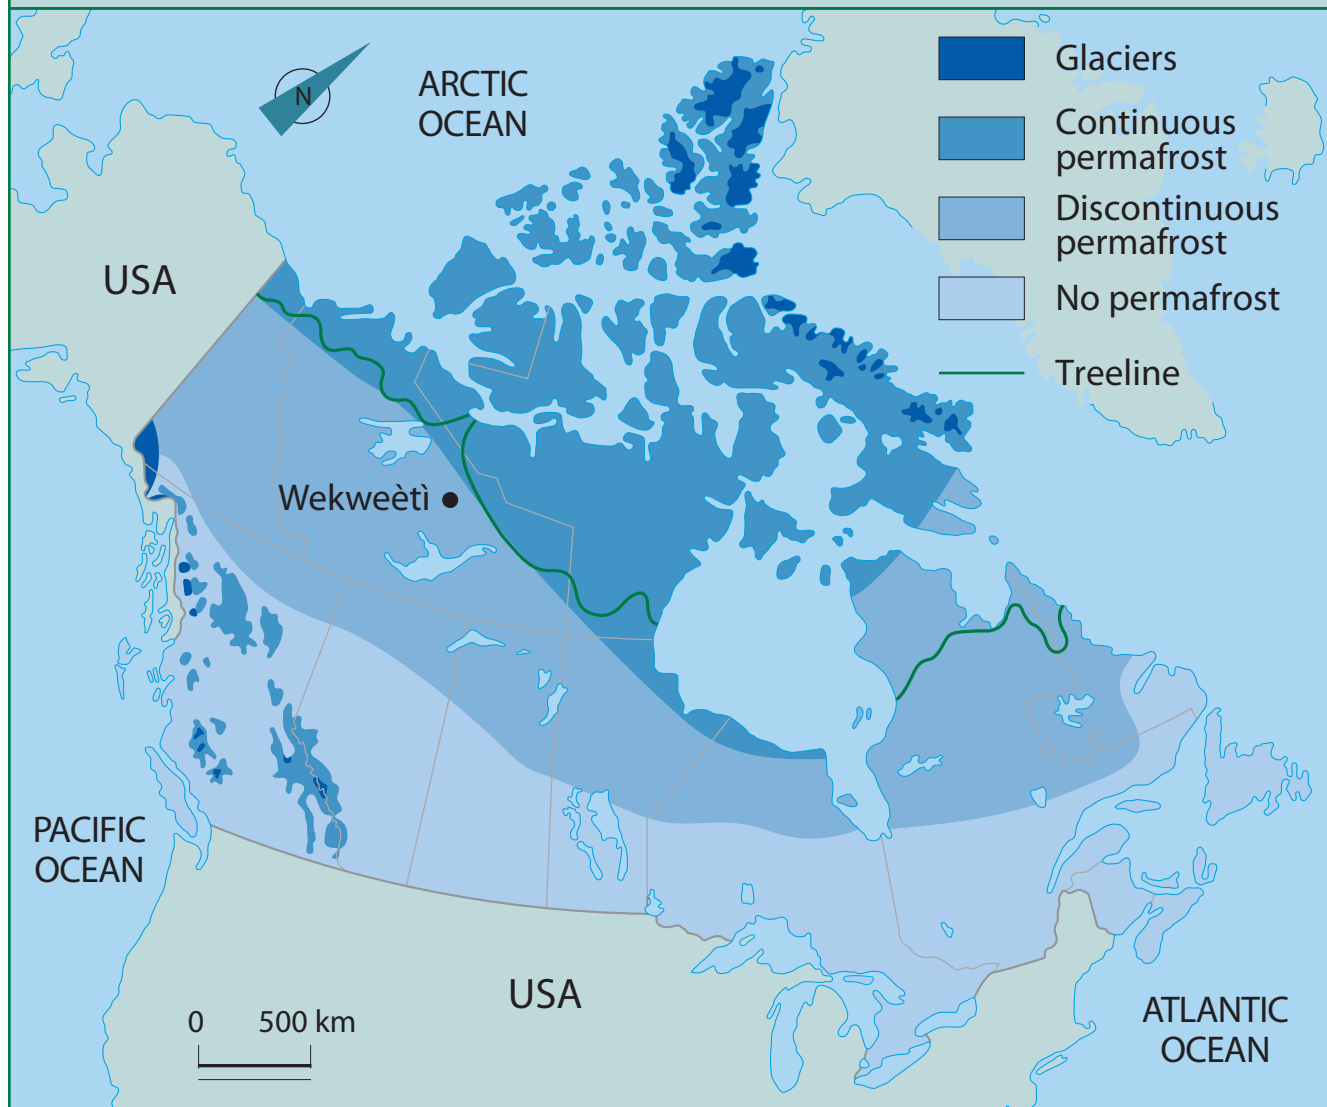 N
ARCTIC
OCEAN
Glaciers
Continuous
permafrost
Discontinuous
permafrost
No permafrost
Treeline
USA
Wekweètì
PACIFIC
OCEAN
USA
0 500 km
ATLANTIC
OCEAN